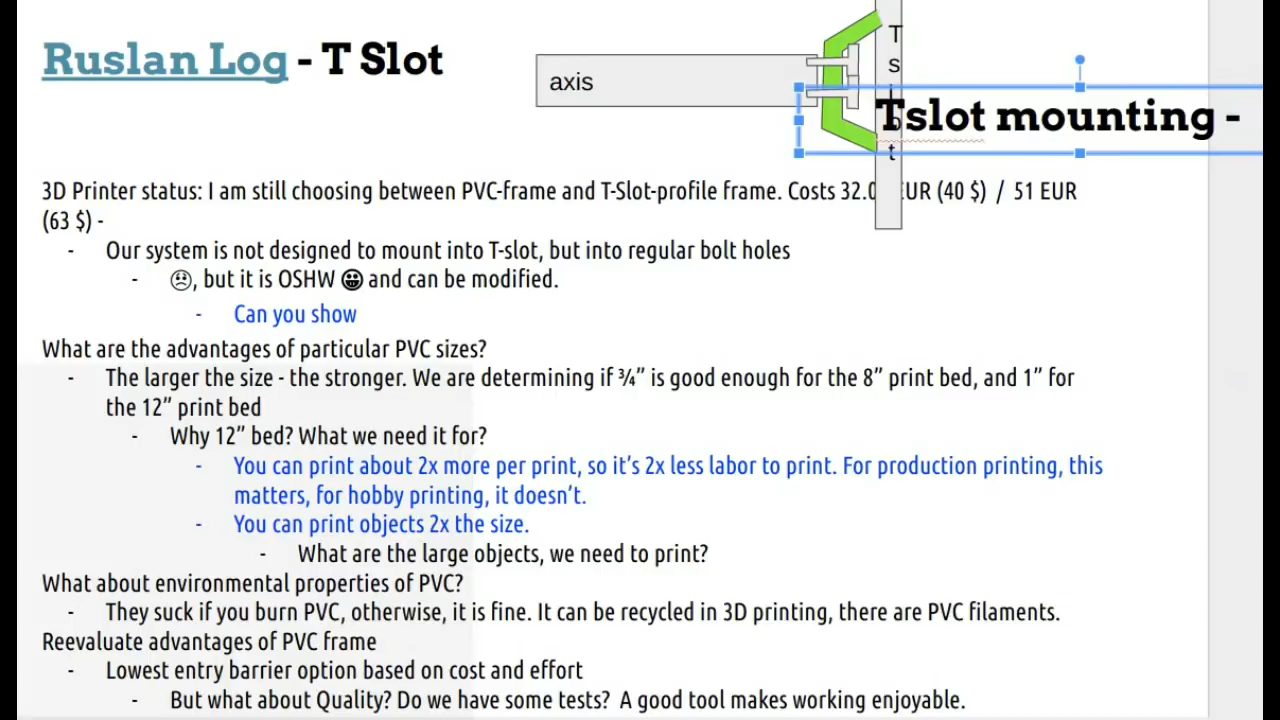 Ruslan Log - T Slot
axis
T
s
t
Tslot mounting -
3D Printer status: I am still choosing between PVC-frame and T-Slot-profile frame. Costs 32.0 EUR (40 $) / 51 EUR
(63 $) -
- Our system is not designed to mount into T-slot, but into regular bolt holes
- ☹, but it is OSHW 😀 and can be modified.
- Can you show
What are the advantages of particular PVC sizes?
- The larger the size - the stronger. We are determining if ¾” is good enough for the 8” print bed, and 1” for
the 12” print bed
- Why 12” bed? What we need it for?
- You can print about 2x more per print, so it’s 2x less labor to print. For production printing, this
matters, for hobby printing, it doesn’t.
- You can print objects 2x the size.
- What are the large objects, we need to print?
What about environmental properties of PVC?
- They suck if you burn PVC, otherwise, it is fine. It can be recycled in 3D printing, there are PVC filaments.
Reevaluate advantages of PVC frame
- Lowest entry barrier option based on cost and effort
- But what about Quality? Do we have some tests? A good tool makes working enjoyable.